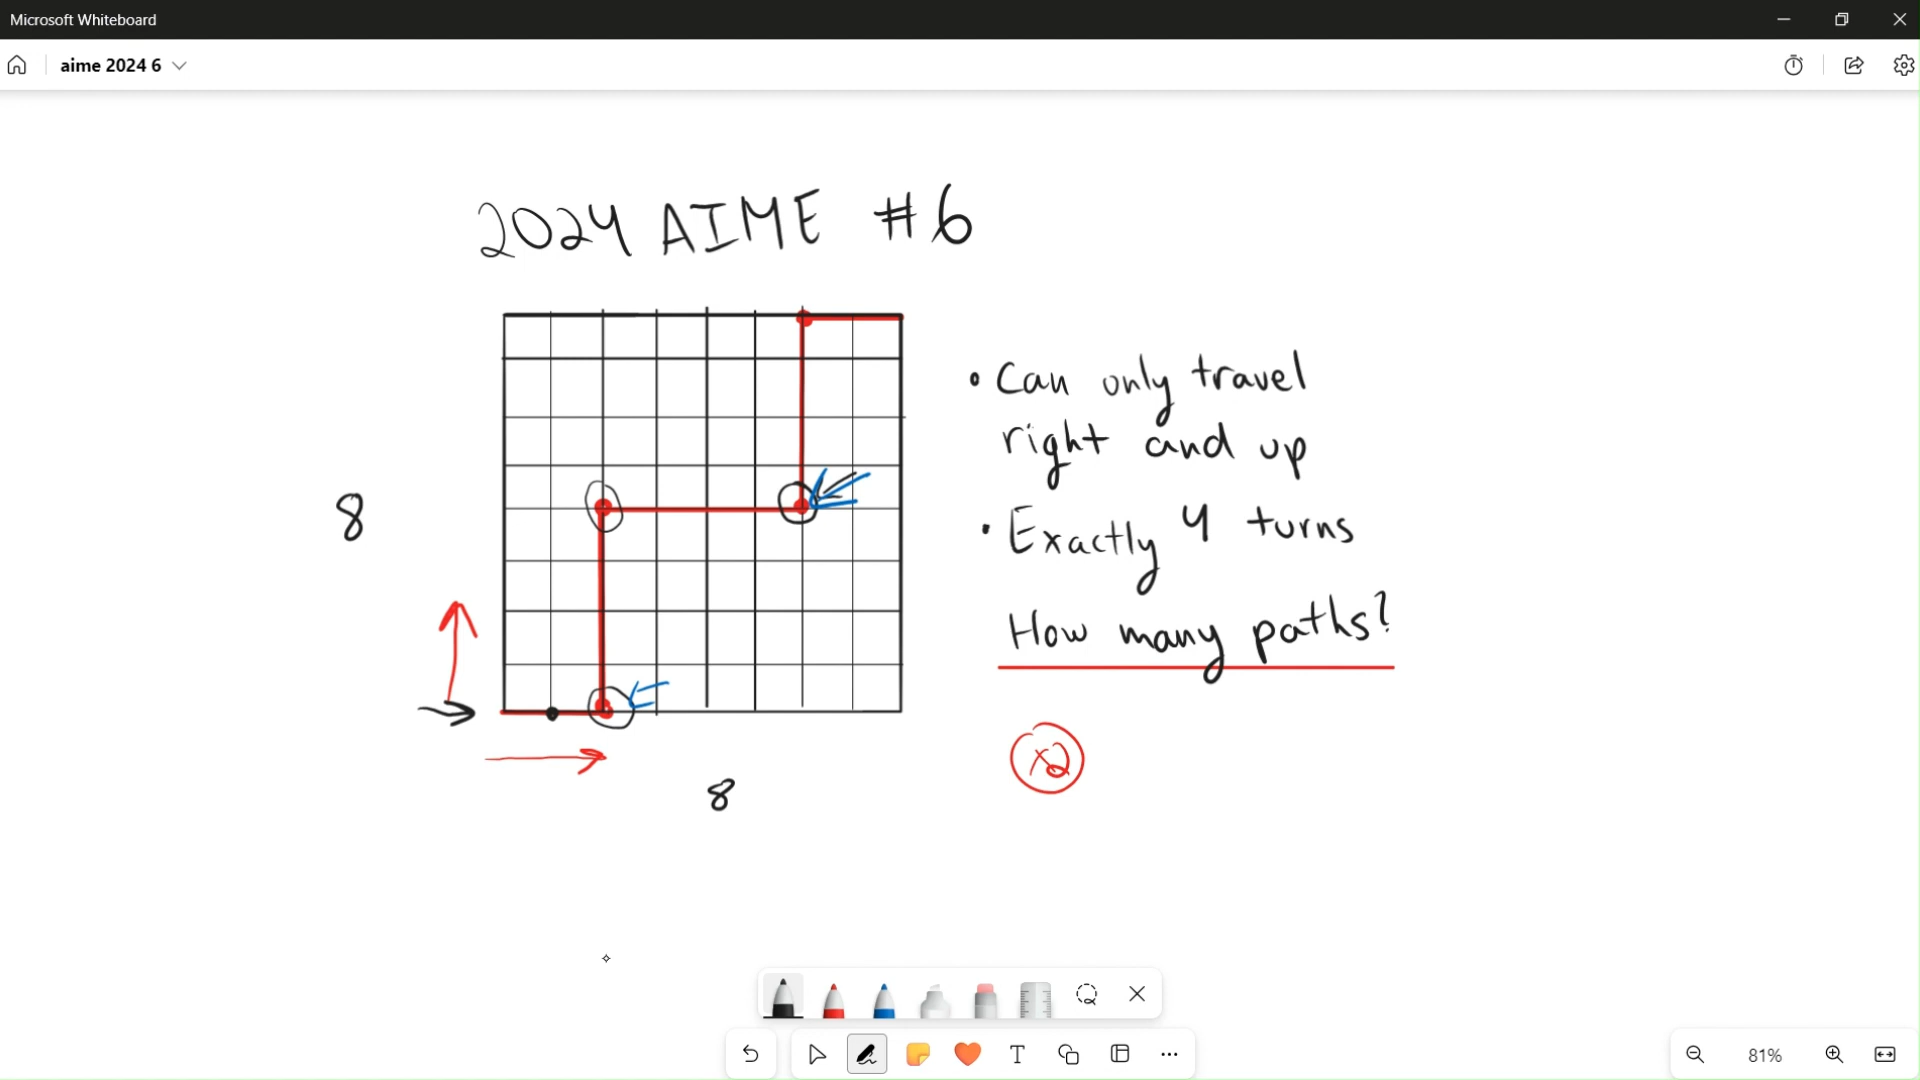 Microsoft Whiteboard
aime 2024 6
2024 AIME #6
• Can only travel
right and up
• Exactly 4 turns
How many paths?
8
8
x2
81%